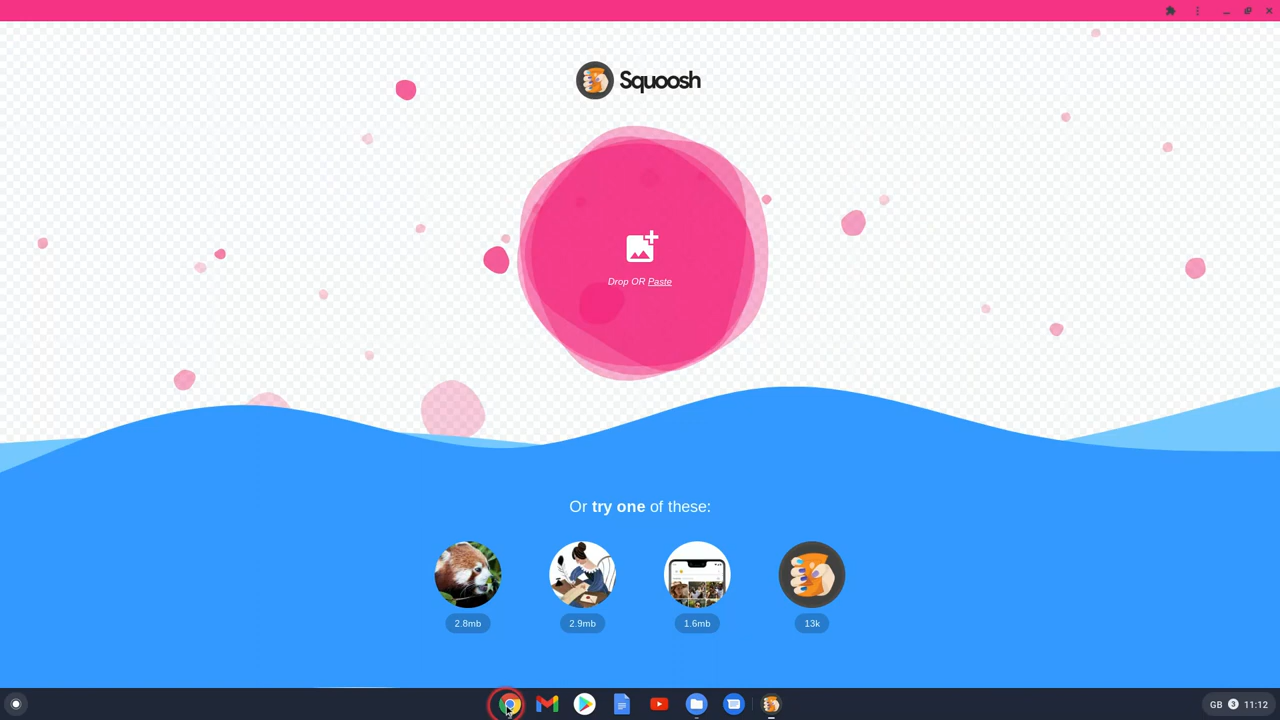 Squoosh
Drop OR Paste
Or try one of these:
2.8mb
2.9mb
1.6mb
13k
GB 3 11:12